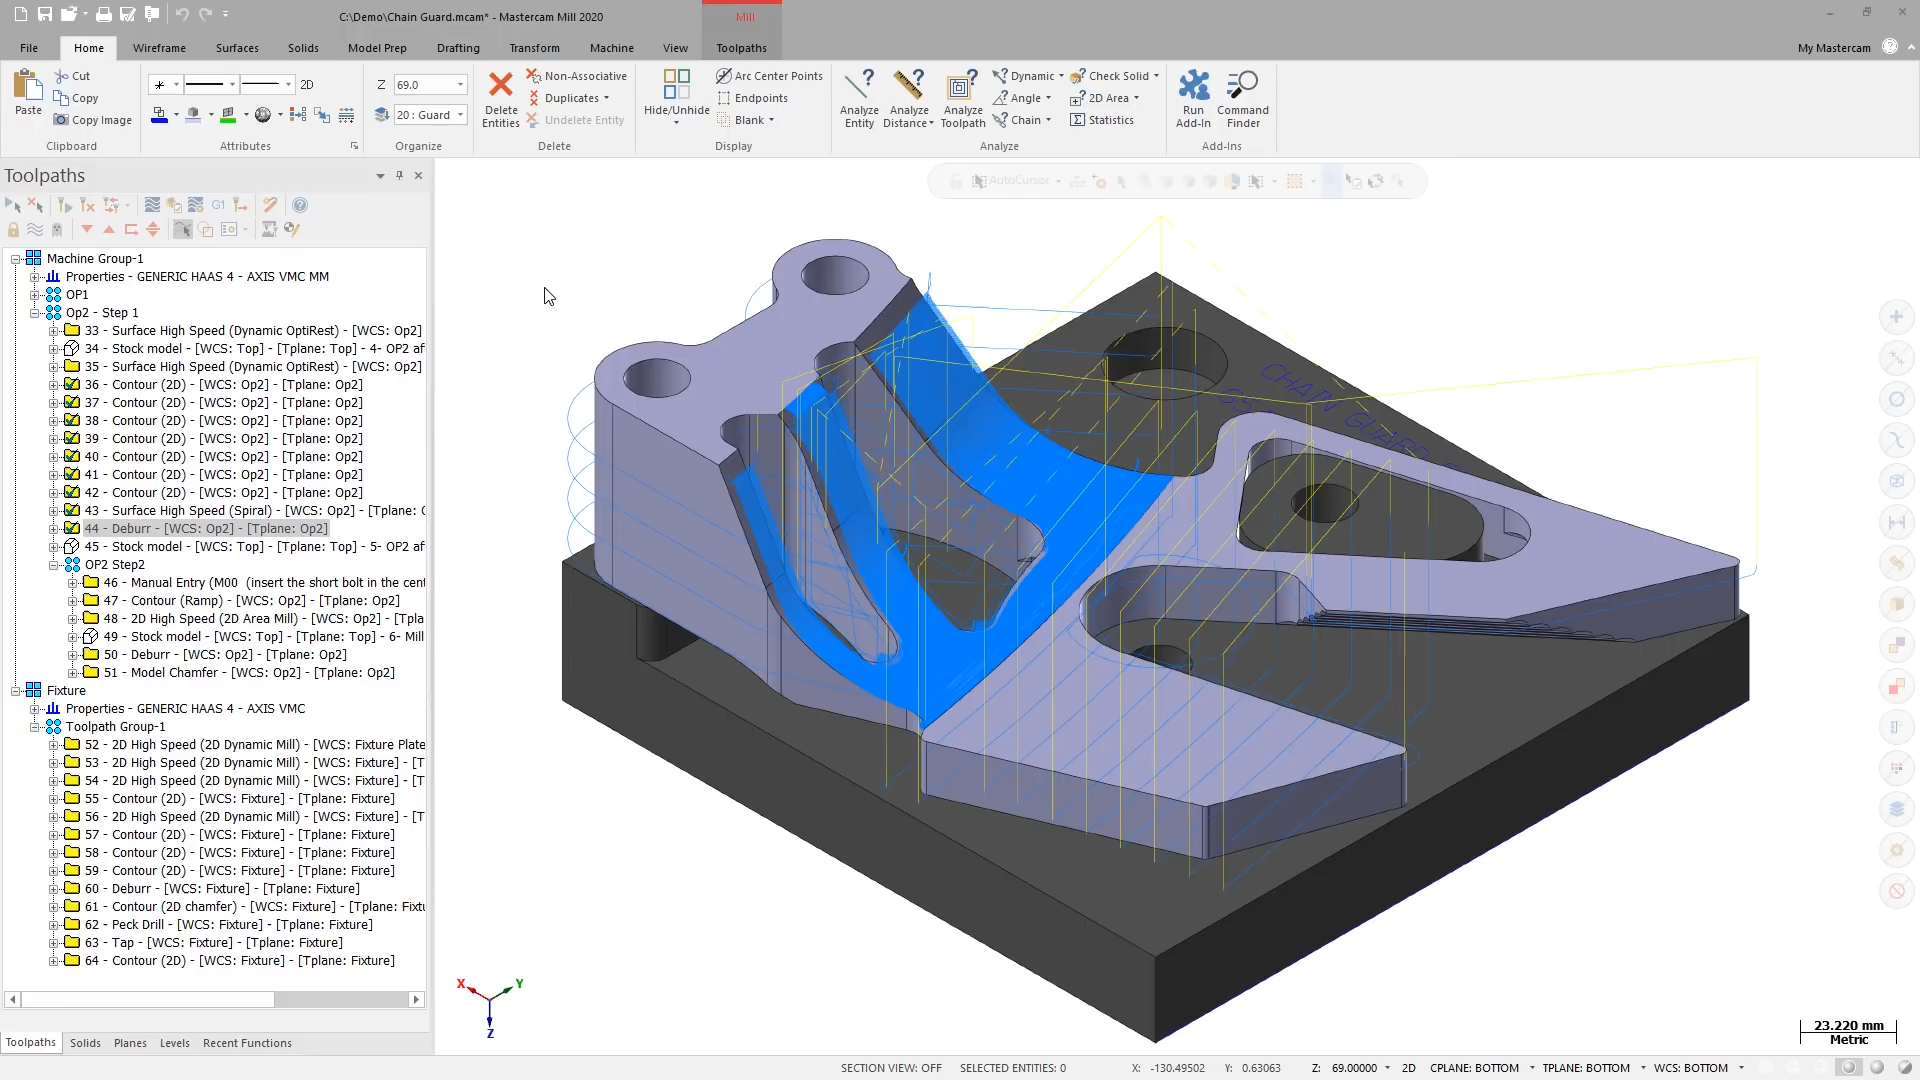 C:\Demo\Chain Guard.mcam* - Mastercam Mill 2020
Mill
File
Home
Wireframe
Surfaces
Solids
Model Prep
Drafting
Transform
Machine
View
Toolpaths
My Mastercam
Paste
Cut
Copy
Copy Image
Clipboard
2D
Attributes
Z
69.0
20 : Guard
Organize
Delete
Entities
Non-Associative
Duplicates
Undelete Entity
Delete
Hide/Unhide
Arc Center Points
Endpoints
Blank
Display
Analyze
Entity
Analyze
Distance
Analyze
Toolpath
Dynamic
Angle
Chain
Check Solid
2D Area
Statistics
Analyze
Run
Add-In
Command
Finder
Add-Ins
Toolpaths
G1
AutoCursor
Machine Group-1
Properties - GENERIC HAAS 4 - AXIS VMC MM
OP1
Op2 - Step 1
33 - Surface High Speed (Dynamic OptiRest) - [WCS: Op2]
34 - Stock model - [WCS: Top] - [Tplane: Top] - 4- OP2 af
35 - Surface High Speed (Dynamic OptiRest) - [WCS: Op2]
36 - Contour (2D) - [WCS: Op2] - [Tplane: Op2]
37 - Contour (2D) - [WCS: Op2] - [Tplane: Op2]
38 - Contour (2D) - [WCS: Op2] - [Tplane: Op2]
39 - Contour (2D) - [WCS: Op2] - [Tplane: Op2]
40 - Contour (2D) - [WCS: Op2] - [Tplane: Op2]
41 - Contour (2D) - [WCS: Op2] - [Tplane: Op2]
42 - Contour (2D) - [WCS: Op2] - [Tplane: Op2]
43 - Surface High Speed (Spiral) - [WCS: Op2] - [Tplane: 
44 - Deburr - [WCS: Op2] - [Tplane: Op2]
45 - Stock model - [WCS: Top] - [Tplane: Top] - 5- OP2 af
OP2 Step2
46 - Manual Entry (M00 (insert the short bolt in the cent
47 - Contour (Ramp) - [WCS: Op2] - [Tplane: Op2]
48 - 2D High Speed (2D Area Mill) - [WCS: Op2] - [Tpla
49 - Stock model - [WCS: Top] - [Tplane: Top] - 6- Mill
50 - Deburr - [WCS: Op2] - [Tplane: Op2]
51 - Model Chamfer - [WCS: Op2] - [Tplane: Op2]
Fixture
Properties - GENERIC HAAS 4 - AXIS VMC
Toolpath Group-1
52 - 2D High Speed (2D Dynamic Mill) - [WCS: Fixture Plate
53 - 2D High Speed (2D Dynamic Mill) - [WCS: Fixture] - [T
54 - 2D High Speed (2D Dynamic Mill) - [WCS: Fixture] - [T
55 - Contour (2D) - [WCS: Fixture] - [Tplane: Fixture]
56 - 2D High Speed (2D Dynamic Mill) - [WCS: Fixture] - [T
57 - Contour (2D) - [WCS: Fixture] - [Tplane: Fixture]
58 - Contour (2D) - [WCS: Fixture] - [Tplane: Fixture]
59 - Contour (2D) - [WCS: Fixture] - [Tplane: Fixture]
60 - Deburr - [WCS: Fixture] - [Tplane: Fixture]
61 - Contour (2D chamfer) - [WCS: Fixture] - [Tplane: Fixtu
62 - Peck Drill - [WCS: Fixture] - [Tplane: Fixture]
63 - Tap - [WCS: Fixture] - [Tplane: Fixture]
64 - Contour (2D) - [WCS: Fixture] - [Tplane: Fixture]
CHAIN GUARD
X
Y
Z
23.220 mm
Metric
Toolpaths
Solids
Planes
Levels
Recent Functions
SECTION VIEW: OFF
SELECTED ENTITIES: 0
X: -130.49502
Y: 0.63063
Z: 69.00000
2D
CPLANE: BOTTOM
TPLANE: BOTTOM
WCS: BOTTOM